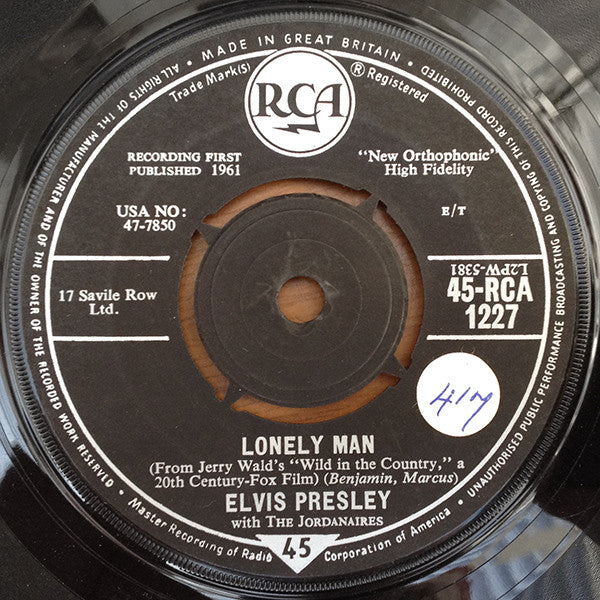 ALL RIGHTS OF THE MANUFACTURER AND OF THE OWNER OF THE RECORDED WORK RESERVED
• MADE IN GREAT BRITAIN •
UNAUTHORISED PUBLIC PERFORMANCE BROADCASTING AND COPYING OF THIS RECORD PROHIBITED
Trade Mark(s)
® Registered
RCA
RECORDING FIRST
PUBLISHED 1961
"New Orthophonic"
High Fidelity
USA NO:
47-7850
E/T
17 Savile Row
Ltd.
L2PW-5381
45-RCA
1227
LONELY MAN
(From Jerry Wald's "Wild in the Country," a
20th Century-Fox Film) (Benjamin, Marcus)
ELVIS PRESLEY
with THE JORDANAIRES
• Master Recording of Radio
45
Corporation of America •